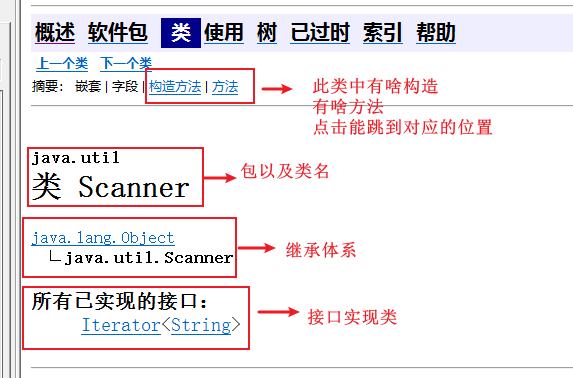 概述 软件包 类 使用 树 已过时 索引 帮助
上一个类 下一个类
摘要： 嵌套 | 字段 | 构造方法 | 方法
此类中有啥构造
有啥方法
点击能跳到对应的位置
java.util
类 Scanner
包以及类名
java.lang.Object
└java.util.Scanner
继承体系
所有已实现的接口：
Iterator<String>
接口实现类